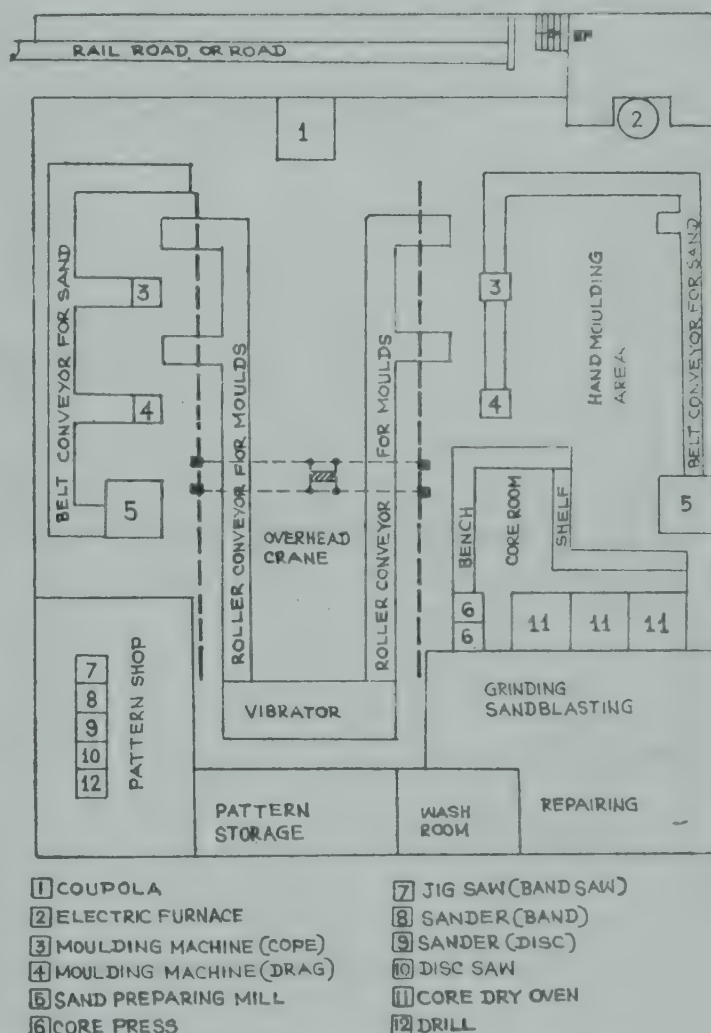 RAIL ROAD OR ROAD
1
2
BELT CONVEYOR FOR SAND
3
4
5
ROLLER CONVEYOR FOR MOULDS
ROLLER CONVEYOR FOR MOULDS
OVERHEAD
CRANE
3
4
HAND MOULDING
AREA
BELT CONVEYOR FOR SAND
5
BENCH
CORE ROOM
SHELF
6
6
11
11
11
7
8
9
10
12
PATTERN SHOP
VIBRATOR
GRINDING
SANDBLASTING
PATTERN
STORAGE
WASH
ROOM
REPAIRING
1 COUPOLA
2 ELECTRIC FURNACE
3 MOULDING MACHINE (COPE)
4 MOULDING MACHINE (DRAG)
5 SAND PREPARING MILL
6 CORE PRESS
7 JIG SAW (BAND SAW)
8 SANDER (BAND)
9 SANDER (DISC)
10 DISC SAW
11 CORE DRY OVEN
12 DRILL